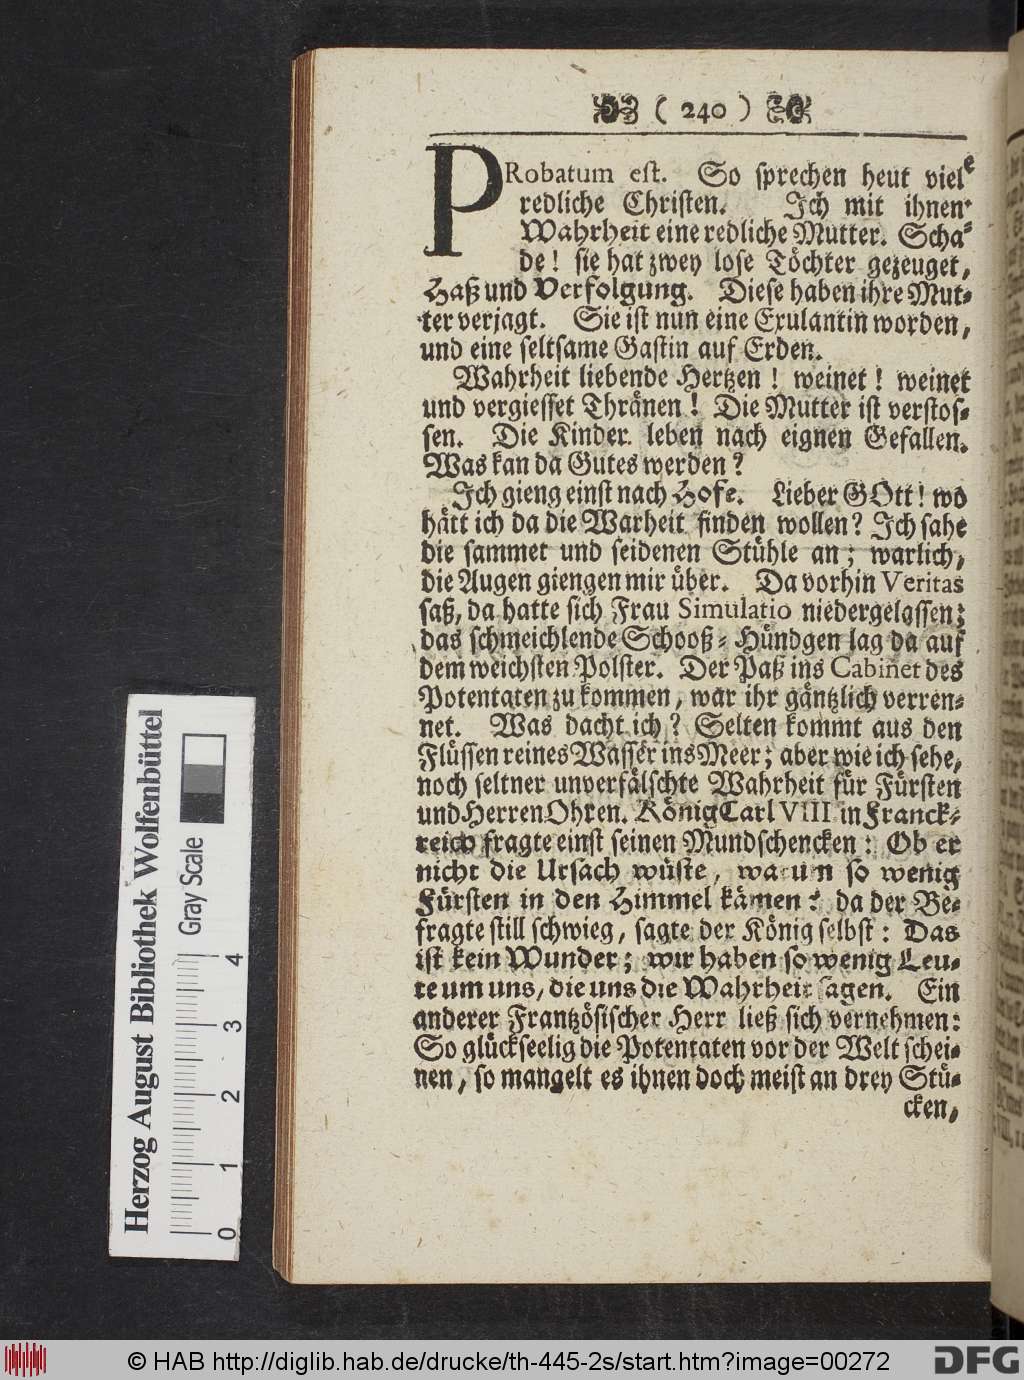 ( 240 )
PRobatum est. So sprechen heut viele
redliche Christen. Ich mit ihnen.
Wahrheit eine redliche Mutter. Scha-
de! sie hat zwey lose Töchter gezeuget,
Haß und Verfolgung. Diese haben ihre Mut-
ter verjagt. Sie ist nun eine Exulantin worden,
und eine seltsame Gastin auf Erden.
Wahrheit liebende Hertzen! weinet! weinet
und vergiesset Thränen! Die Mutter ist verstos-
sen. Die Kinder leben nach eignen Gefallen.
Was kan da Gutes werden?
Ich gieng einst nach Hofe. Lieber GOtt! wo
hätt ich da die Warheit finden wollen? Ich sahe
die sammet und seidenen Stühle an; warlich,
die Augen giengen mir über. Da vorhin Veritas
saß, da hatte sich Frau Simulatio niedergelassen;
das schmeichlende Schooß-Hündgen lag da auf
dem weichsten Polster. Der Paß ins Cabinet des
Potentaten zu kommen, war ihr gäntzlich verren-
net. Was dacht ich? Selten kommt aus den
Flüssen reines Wasser ins Meer; aber wie ich sehe,
noch seltner unverfälschte Wahrheit für Fürsten
und Herren Ohren. König Carl VIII in Franck-
reich fragte einst seinen Mundschencken: Ob er
nicht die Ursach wüste, warum so wenig
Fürsten in den Himmel kämen? da der Be-
fragte still schwieg, sagte der König selbst: Das
ist kein Wunder; wir haben so wenig Leu-
te um uns, die uns die Wahrheit sagen. Ein
anderer Frantzösischer Herr ließ sich vernehmen:
So glückseelig die Potentaten vor der Welt schei-
nen, so mangelt es ihnen doch meist an drey Stü-
cken,
Herzog August Bibliothek Wolfenbüttel
Gray Scale
0 1 2 3 4
© HAB http://diglib.hab.de/drucke/th-445-2s/start.htm?image=00272
DFG